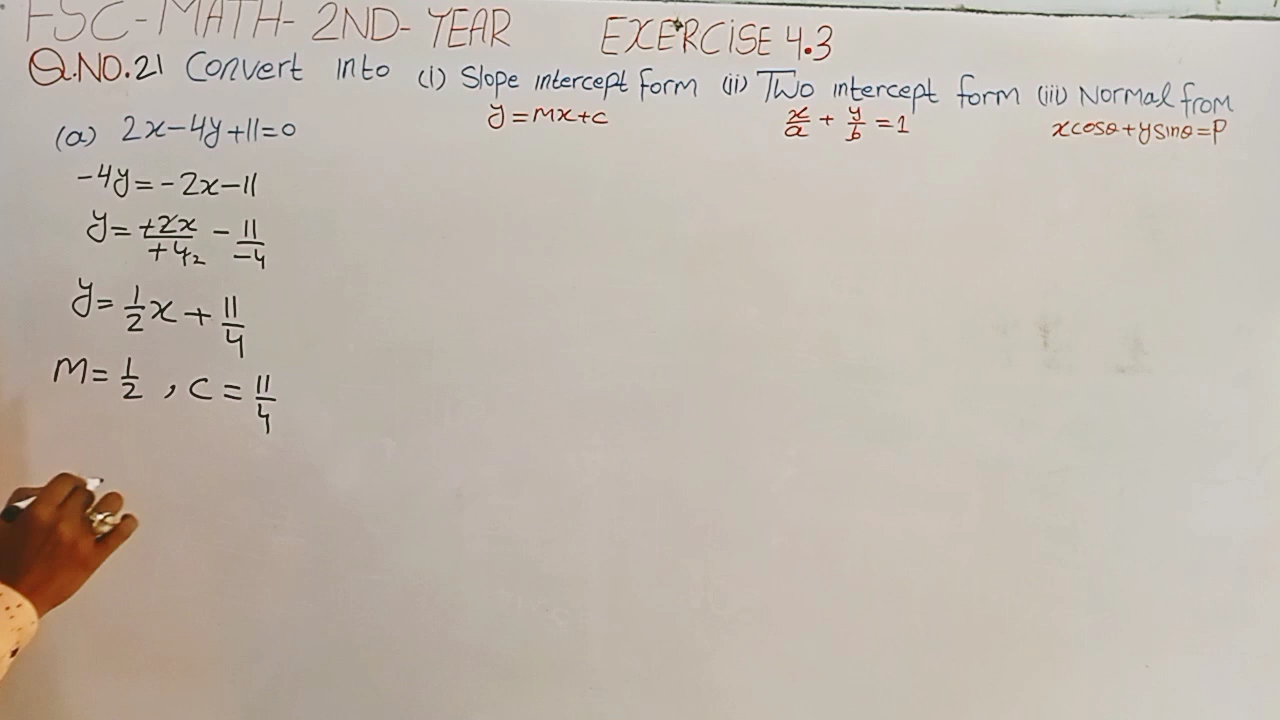 FSC-MATH-2ND-YEAR EXERCISE 4.3
Q.NO.21 Convert into (i) Slope intercept form (ii) Two intercept form (iii) Normal from
y=mx+c x/a + y/b =1 xcosθ+ysinθ=P
(a) 2x-4y+11=0
-4y=-2x-11
y= +2x/+4₂ - 11/-4
y= 1/2 x + 11/4
M= 1/2 , C = 11/4